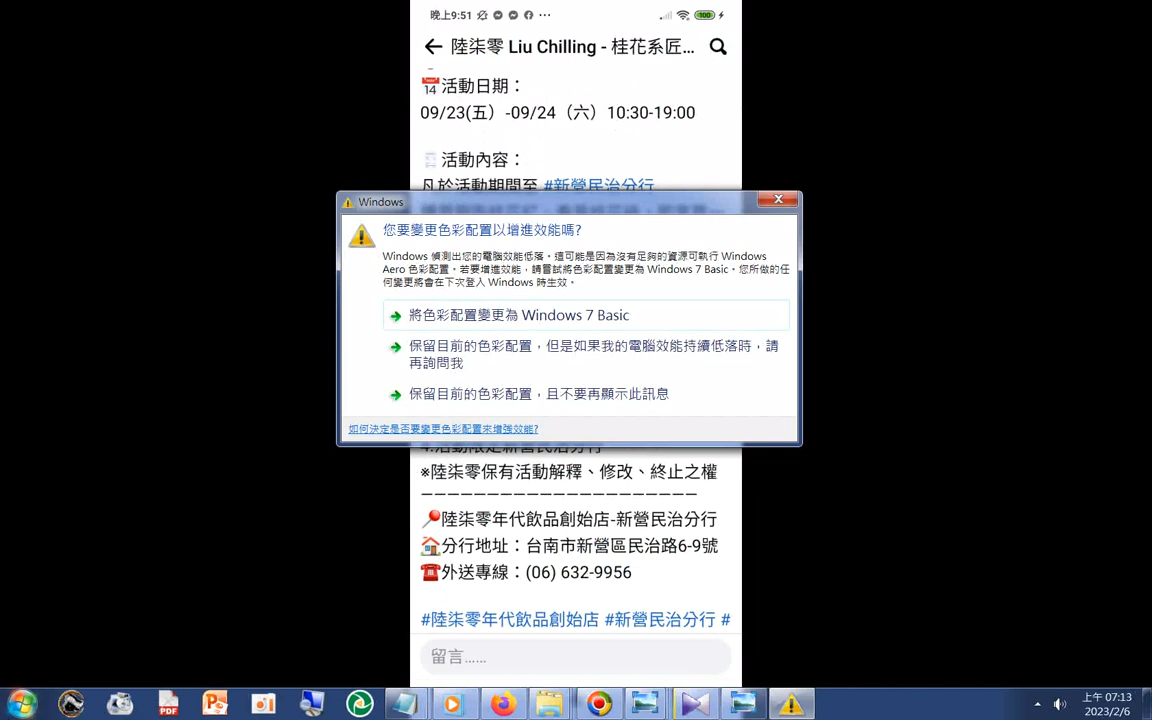 晚上9:51
100
陸柒零 Liu Chilling - 桂花系匠...
14
活動日期：
09/23(五）-09/24（六）10:30-19:00
活動內容：
凡於活動期間至 #新營民治分行
Windows
您要變更色彩配置以增進效能嗎?
Windows 偵測出您的電腦效能低落。這可能是因為沒有足夠的資源可執行 Windows
Aero 色彩配置。若要增進效能，請嘗試將色彩配置變更為 Windows 7 Basic。您所做的任
何變更將會在下次登入 Windows 時生效。
將色彩配置變更為 Windows 7 Basic
保留目前的色彩配置，但是如果我的電腦效能持續低落時，請
再詢問我
保留目前的色彩配置，且不要再顯示此訊息
如何決定是否要變更色彩配置來增強效能?
4.活動限定新營民治分行
※陸柒零保有活動解釋、修改、終止之權
—————————————————————
陸柒零年代飲品創始店-新營民治分行
分行地址：台南市新營區民治路6-9號
外送專線：(06) 632-9956
#陸柒零年代飲品創始店 #新營民治分行 #
留言......
PDF
上午 07:13
2023/2/6